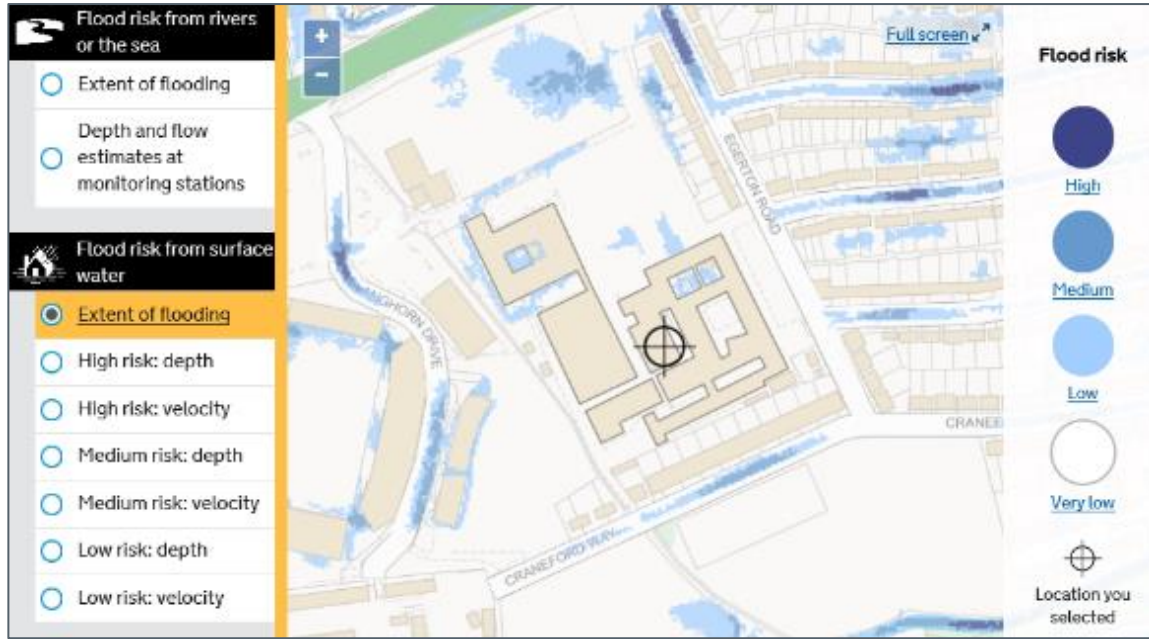 Flood risk from rivers
or the sea
Extent of flooding
Depth and flow
estimates at
monitoring stations
Flood risk from surface
water
Extent of flooding
High risk: depth
High risk: velocity
Medium risk: depth
Medium risk: velocity
Low risk: depth
Low risk: velocity
+
−
Full screen
EGERTON ROAD
ANGHORN DRIVE
CRANEFORD WAY
CRANEF
Flood risk
High
Medium
Low
Very low
Location you
selected